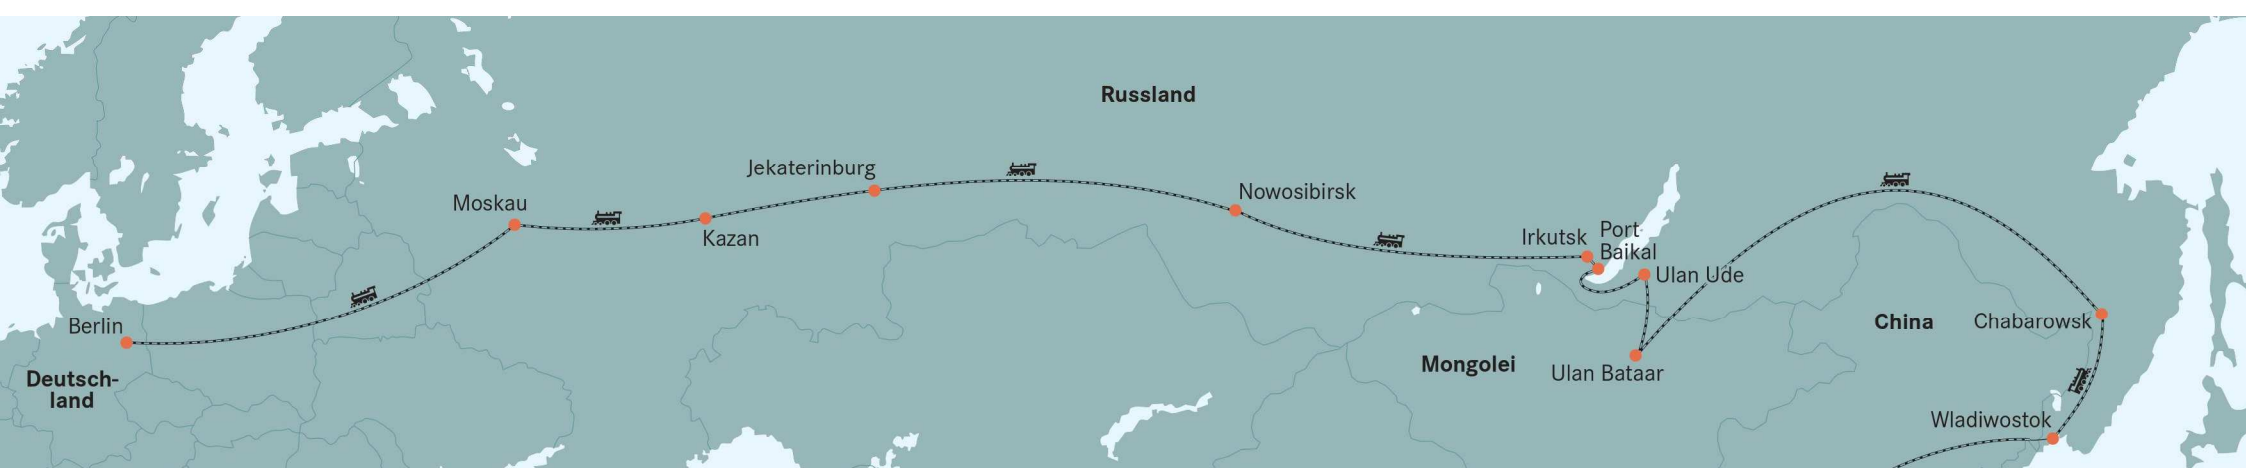 Russland
Jekaterinburg
Nowosibirsk
Moskau
Kazan
Irkutsk
Port
Baikal
Ulan Ude
Berlin
China
Chabarowsk
Mongolei
Ulan Bataar
Deutsch-
land
Wladiwostok